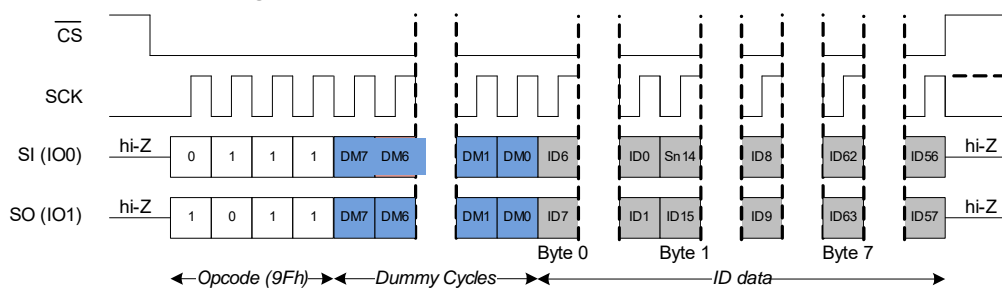 CS
SCK
SI (IO0) hi-Z 0 1 1 1 DM7 DM6 DM1 DM0 ID6 ID0 Sn14 ID8 ID62 ID56 hi-Z
SO (IO1) hi-Z 1 0 1 1 DM7 DM6 DM1 DM0 ID7 ID1 ID15 ID9 ID63 ID57 hi-Z
Byte 0 Byte 1 Byte 7
Opcode (9Fh) Dummy Cycles ID data